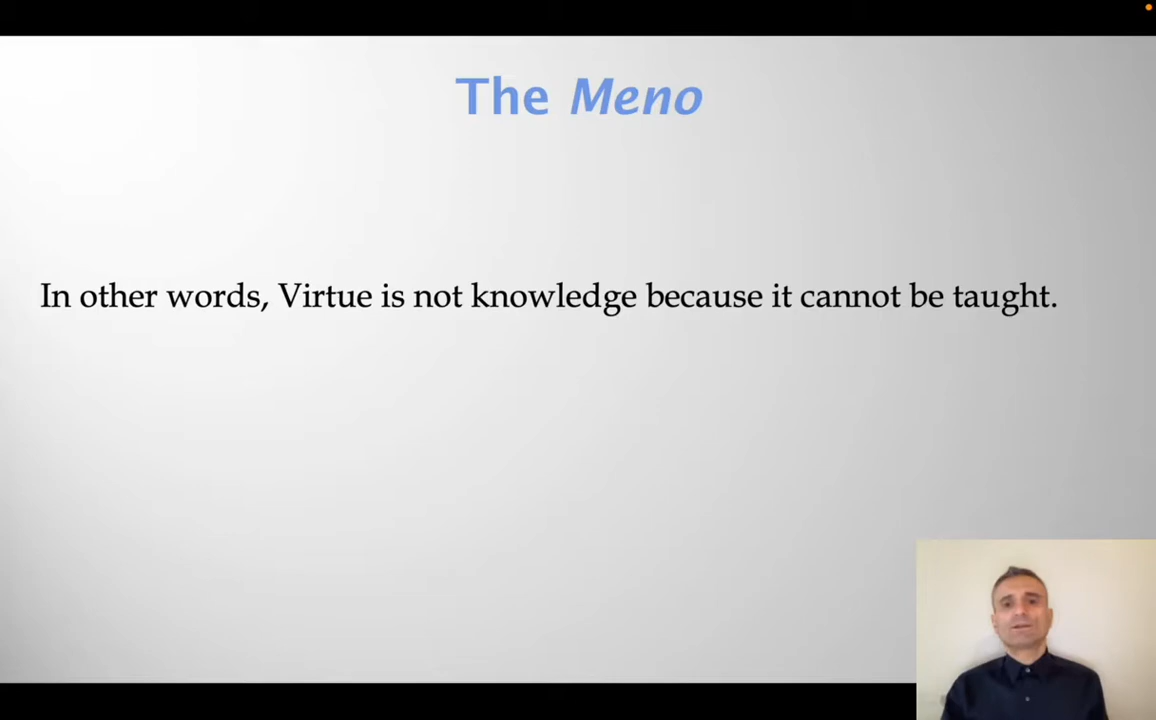 The Meno
In other words, Virtue is not knowledge because it cannot be taught.